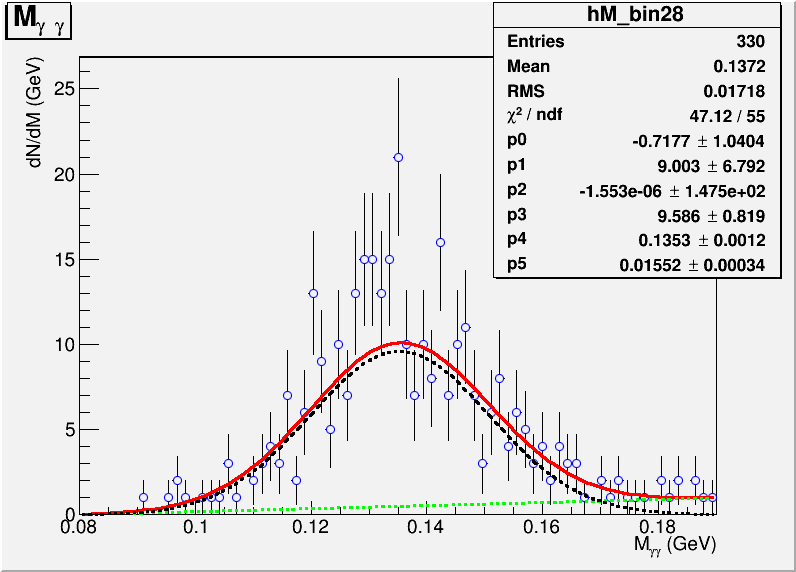 M γ γ
hM_bin28
Entries 330
Mean 0.1372
RMS 0.01718
χ² / ndf 47.12 / 55
p0 -0.7177 ± 1.0404
p1 9.003 ± 6.792
p2 -1.553e-06 ± 1.475e+02
p3 9.586 ± 0.819
p4 0.1353 ± 0.0012
p5 0.01552 ± 0.00034
dN/dM (GeV)
25
20
15
10
5
0
0.08 0.1 0.12 0.14 0.16 0.18
Mγγ (GeV)